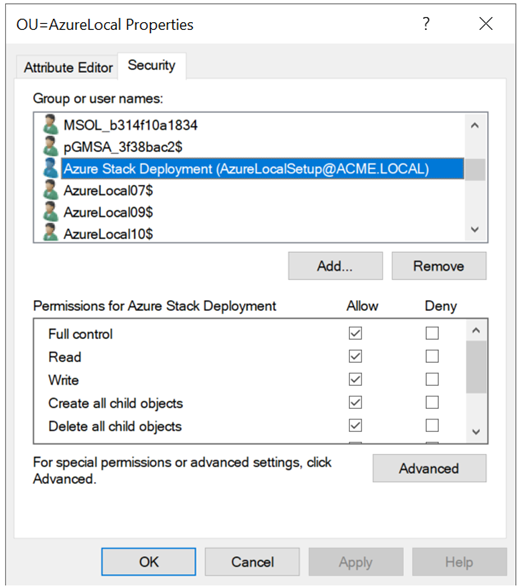 OU=AzureLocal Properties
?
Attribute Editor Security
Group or user names:
MSOL_b314f10a1834
pGMSA_3f38bac2$
Azure Stack Deployment (AzureLocalSetup@ACME.LOCAL)
AzureLocal07$
AzureLocal09$
AzureLocal10$
Add... Remove
Permissions for Azure Stack Deployment Allow Deny
Full control
Read
Write
Create all child objects
Delete all child objects
For special permissions or advanced settings, click
Advanced.
Advanced
OK Cancel Apply Help